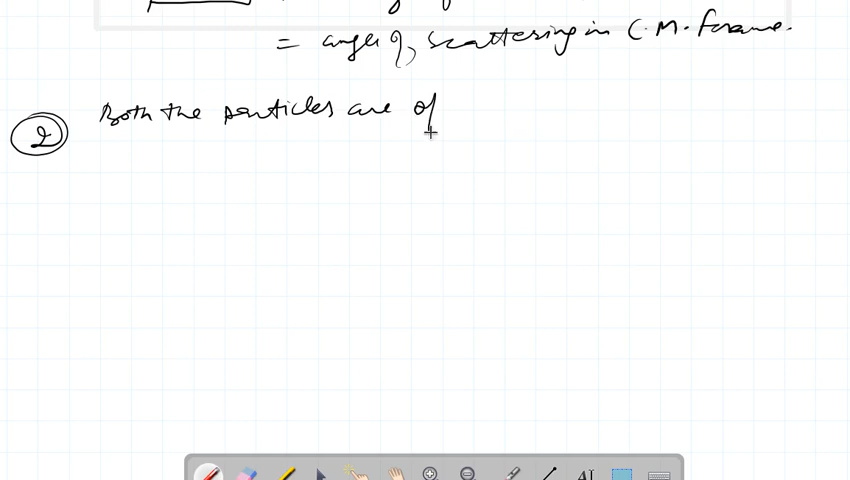 = angle of scattering in C.M. frame.
② Both the particles are of